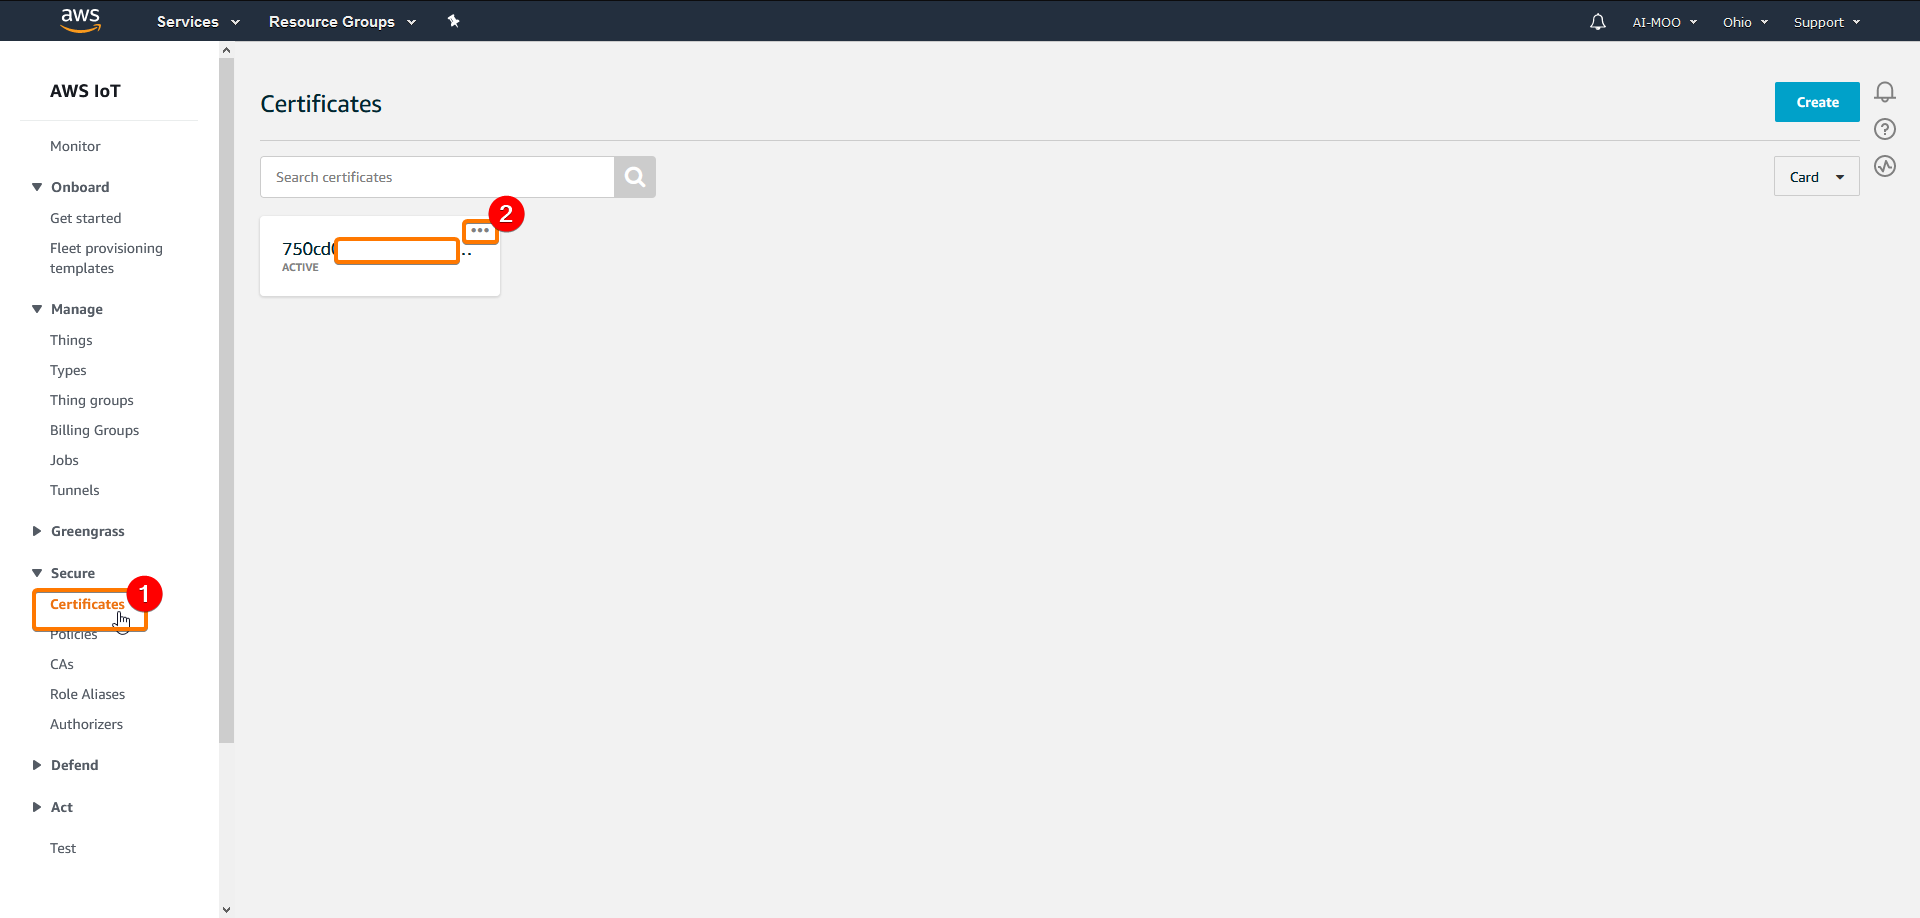 aws Services Resource Groups AI-MOO Ohio Support
AWS IoT
Monitor
Onboard
Get started
Fleet provisioning
templates
Manage
Things
Types
Thing groups
Billing Groups
Jobs
Tunnels
Greengrass
Secure
Certificates 1
Policies
CAs
Role Aliases
Authorizers
Defend
Act
Test
Certificates
Create
Search certificates
Card
2
750cd
ACTIVE